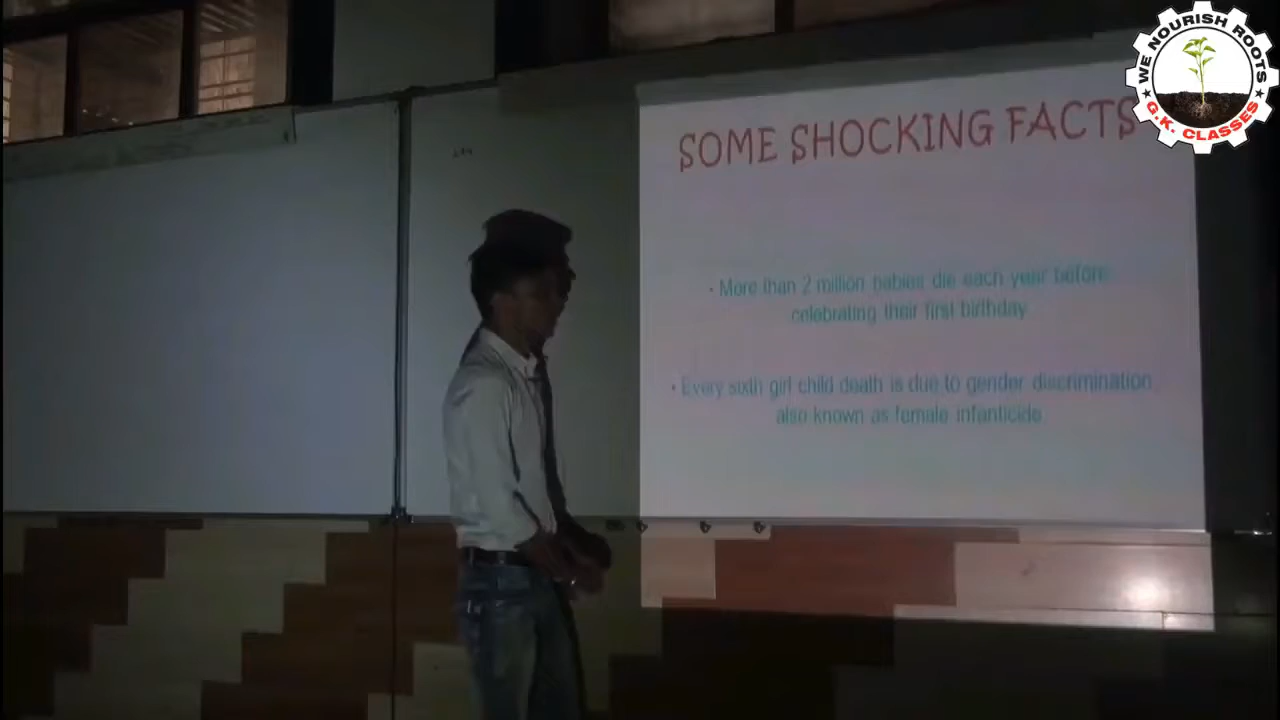 WE NOURISH ROOTS
G.K. CLASSES
SOME SHOCKING FACTS
• More than 2 million babies die each year before
celebrating their first birthday.
• Every sixth girl child death is due to gender discrimination,
also known as female infanticide.